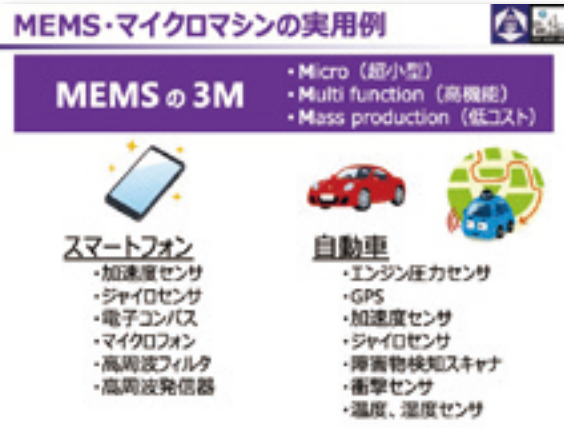 MEMS・マイクロマシンの実用例
MEMS の 3M
・Micro（超小型）
・Multi function（高機能）
・Mass production（低コスト）
スマートフォン
・加速度センサ
・ジャイロセンサ
・電子コンパス
・マイクロフォン
・高周波フィルタ
・高周波発信器
自動車
・エンジン圧力センサ
・GPS
・加速度センサ
・ジャイロセンサ
・障害物検知スキャナ
・衝撃センサ
・温度、湿度センサ